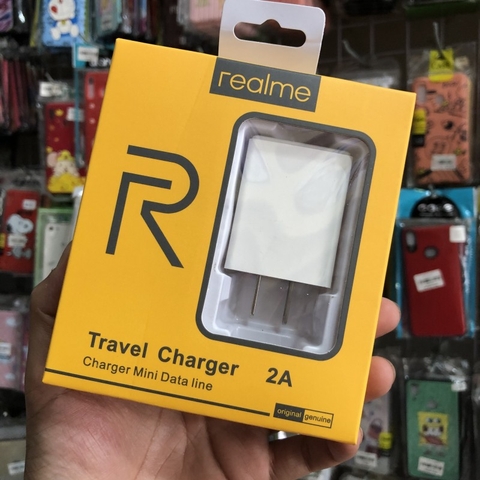 realme
R
Travel Charger 2A
Charger Mini Data line
original genuine